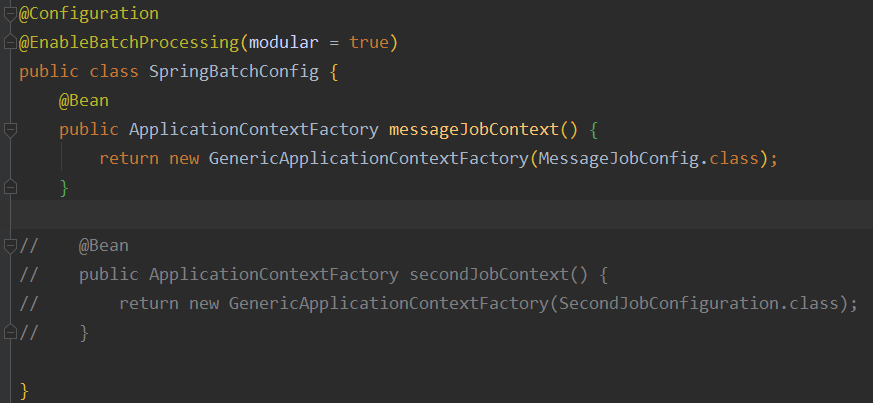 @Configuration
@EnableBatchProcessing(modular = true)
public class SpringBatchConfig {
    @Bean
    public ApplicationContextFactory messageJobContext() {
        return new GenericApplicationContextFactory(MessageJobConfig.class);
    }
//    @Bean
//    public ApplicationContextFactory secondJobContext() {
//        return new GenericApplicationContextFactory(SecondJobConfiguration.class);
//    }
}